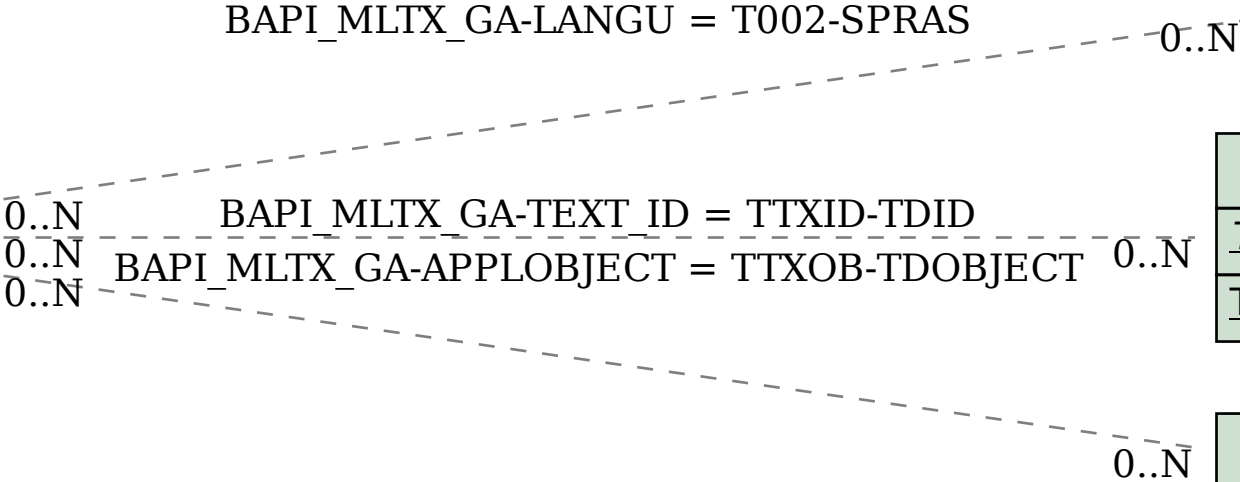 BAPI_MLTX_GA-LANGU = T002-SPRAS
0..N
0..N
BAPI_MLTX_GA-TEXT_ID = TTXID-TDID
0..N
0..N
BAPI_MLTX_GA-APPLOBJECT = TTXOB-TDOBJECT
0..N
0..N